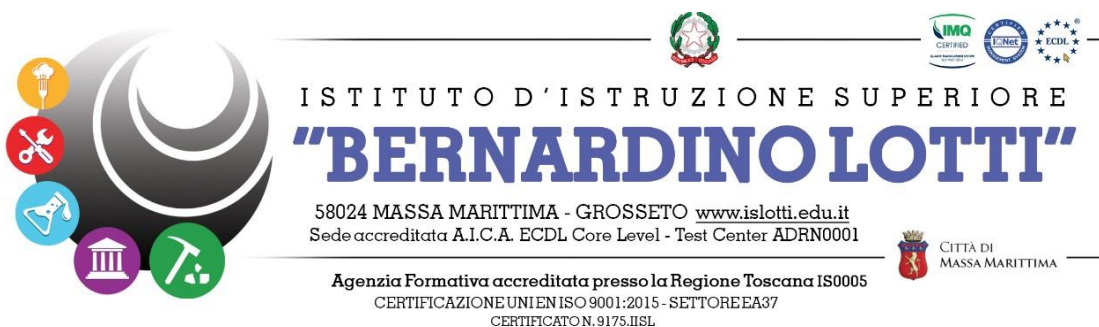 IMQ
CERTIFIED
IQNet
ECDL
ISTITUTO D'ISTRUZIONE SUPERIORE
"BERNARDINO LOTTI"
58024 MASSA MARITTIMA - GROSSETO www.islotti.edu.it
Sede accreditata A.I.C.A. ECDL Core Level - Test Center ADRN0001
CITTÀ DI
MASSA MARITTIMA
Agenzia Formativa accreditata presso la Regione Toscana IS0005
CERTIFICAZIONE UNI EN ISO 9001:2015 - SETTORE EA37
CERTIFICATO N. 9175.IISL